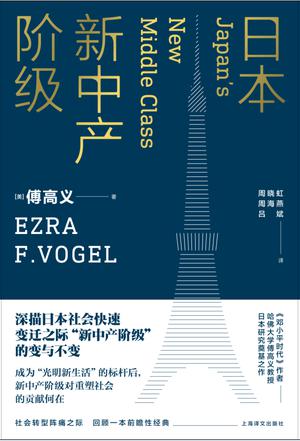 日本
Japan's
新中产
阶级
New
Middle Class
[美] 傅高义 著
EZRA
F.VOGEL
周晓虹
周海燕
吕斌
译
深描日本社会快速
变迁之际“新中产阶级”
的变与不变
成为“光明新生活”的标杆后,
新中产阶级对重塑社会
的贡献何在
《邓小平时代》作者
哈佛大学傅高义教授
日本研究奠基之作
社会转型阵痛之际 回顾一本前瞻性经典
上海译文出版社